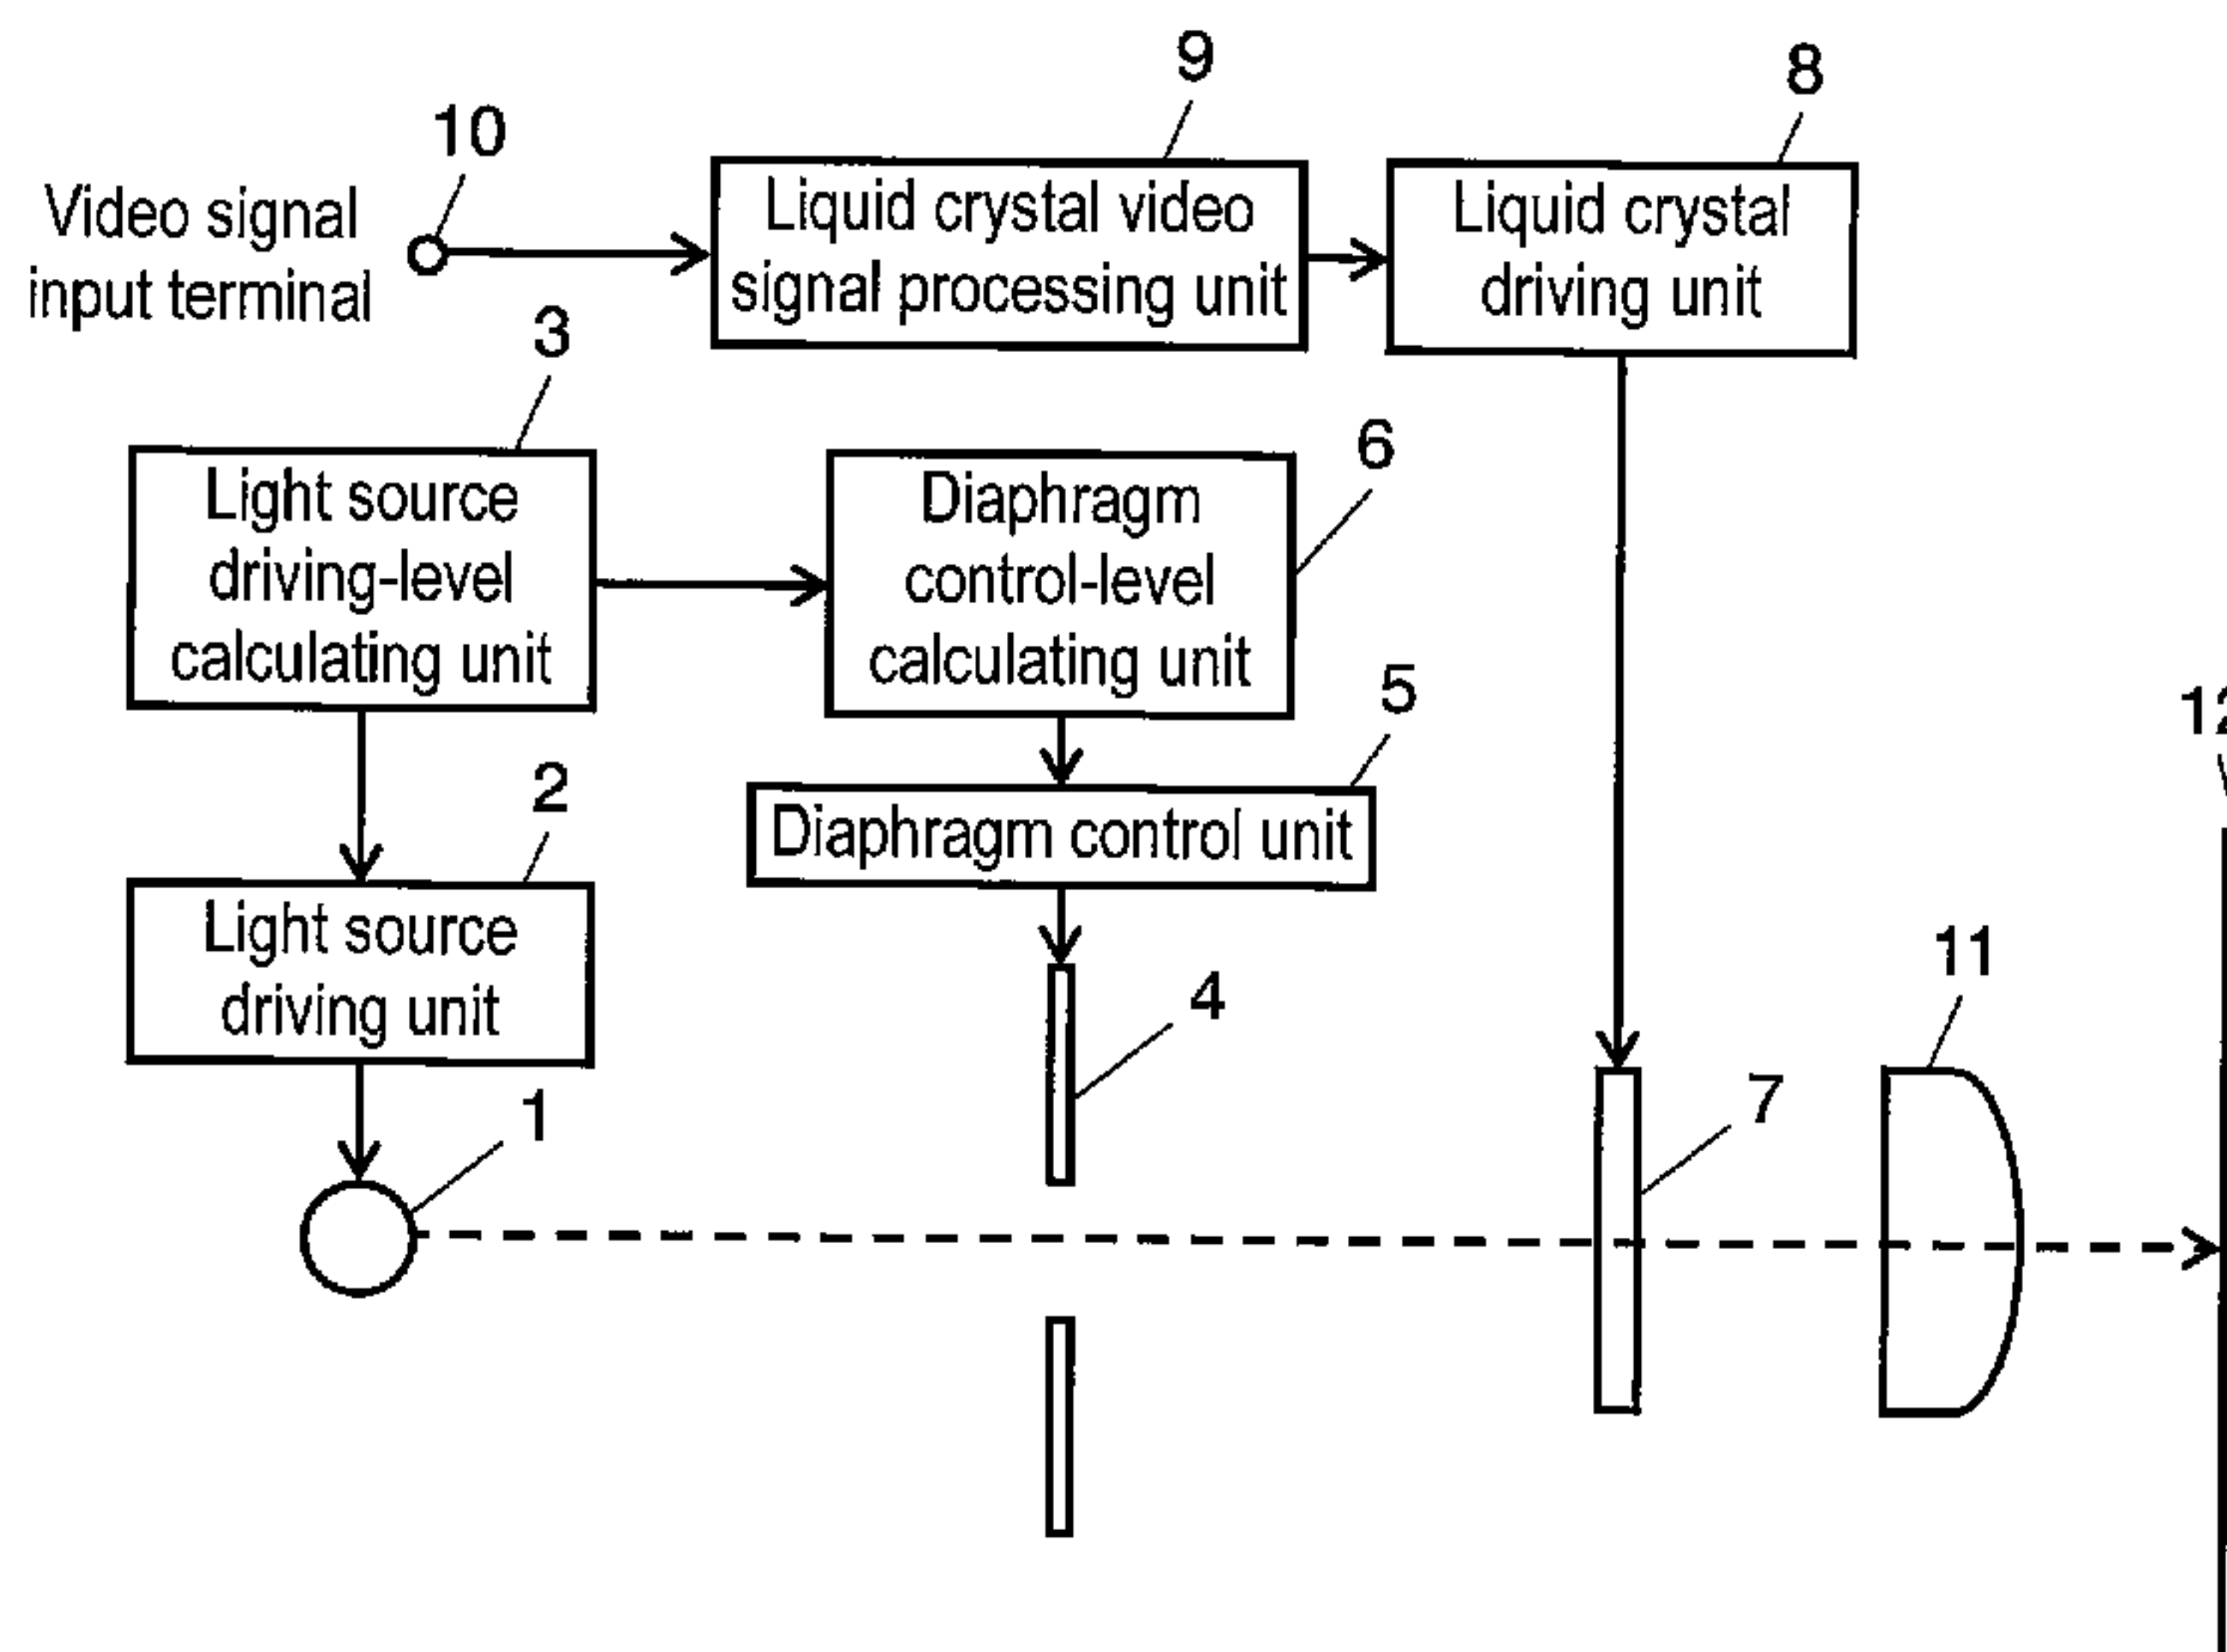 9
8
10
Video signal
input terminal
Liquid crystal video
signal processing unit
Liquid crystal
driving unit
3
6
Light source
driving-level
calculating unit
Diaphragm
control-level
calculating unit
5
12
2
Diaphragm control unit
Light source
driving unit
11
4
7
1